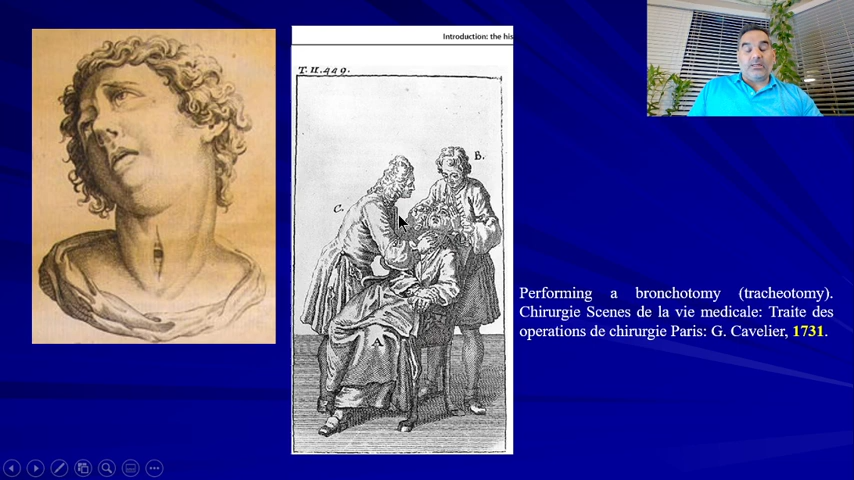 Introduction: the his
T. II. 449.
B.
C.
A
Performing a bronchotomy (tracheotomy).
Chirurgie Scenes de la vie medicale: Traite des
operations de chirurgie Paris: G. Cavelier, 1731.